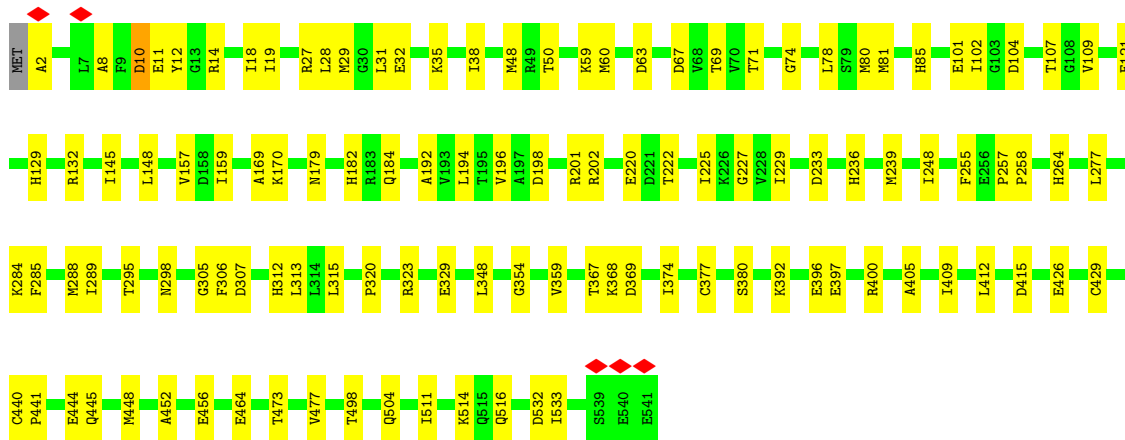 MET A2 L7 A8 F9 D10 E11 Y12 G13 R14 I18 I19 R27 L28 M29 G30 L31 E32 K35 I38 M48 R49 T50 K59 M60 D63 D67 V68 T69 V70 T71 G74 L78 S79 M80 M81 H85 E101 I102 G103 D104 T107 G108 V109
H129 R132 I145 L148 V157 D158 I159 A169 K170 N179 H182 R183 Q184 A192 V193 L194 T195 V196 A197 D198 R201 R202 E220 D221 T222 I225 K226 G227 V228 I229 D233 H236 M239 I248 F255 E256 P257 P258 H264 L277
K284 F285 M288 I289 T295 N298 G305 F306 D307 H312 L313 L314 L315 P320 R323 E329 L348 G354 V359 T367 K368 D369 I374 C377 S380 K392 E396 E397 R400 A405 I409 L412 D415 E426 C429
C440 P441 E444 Q445 M448 A452 E456 E464 T473 V477 T498 Q504 I511 K514 Q515 Q516 D532 I533 S539 E540 E541